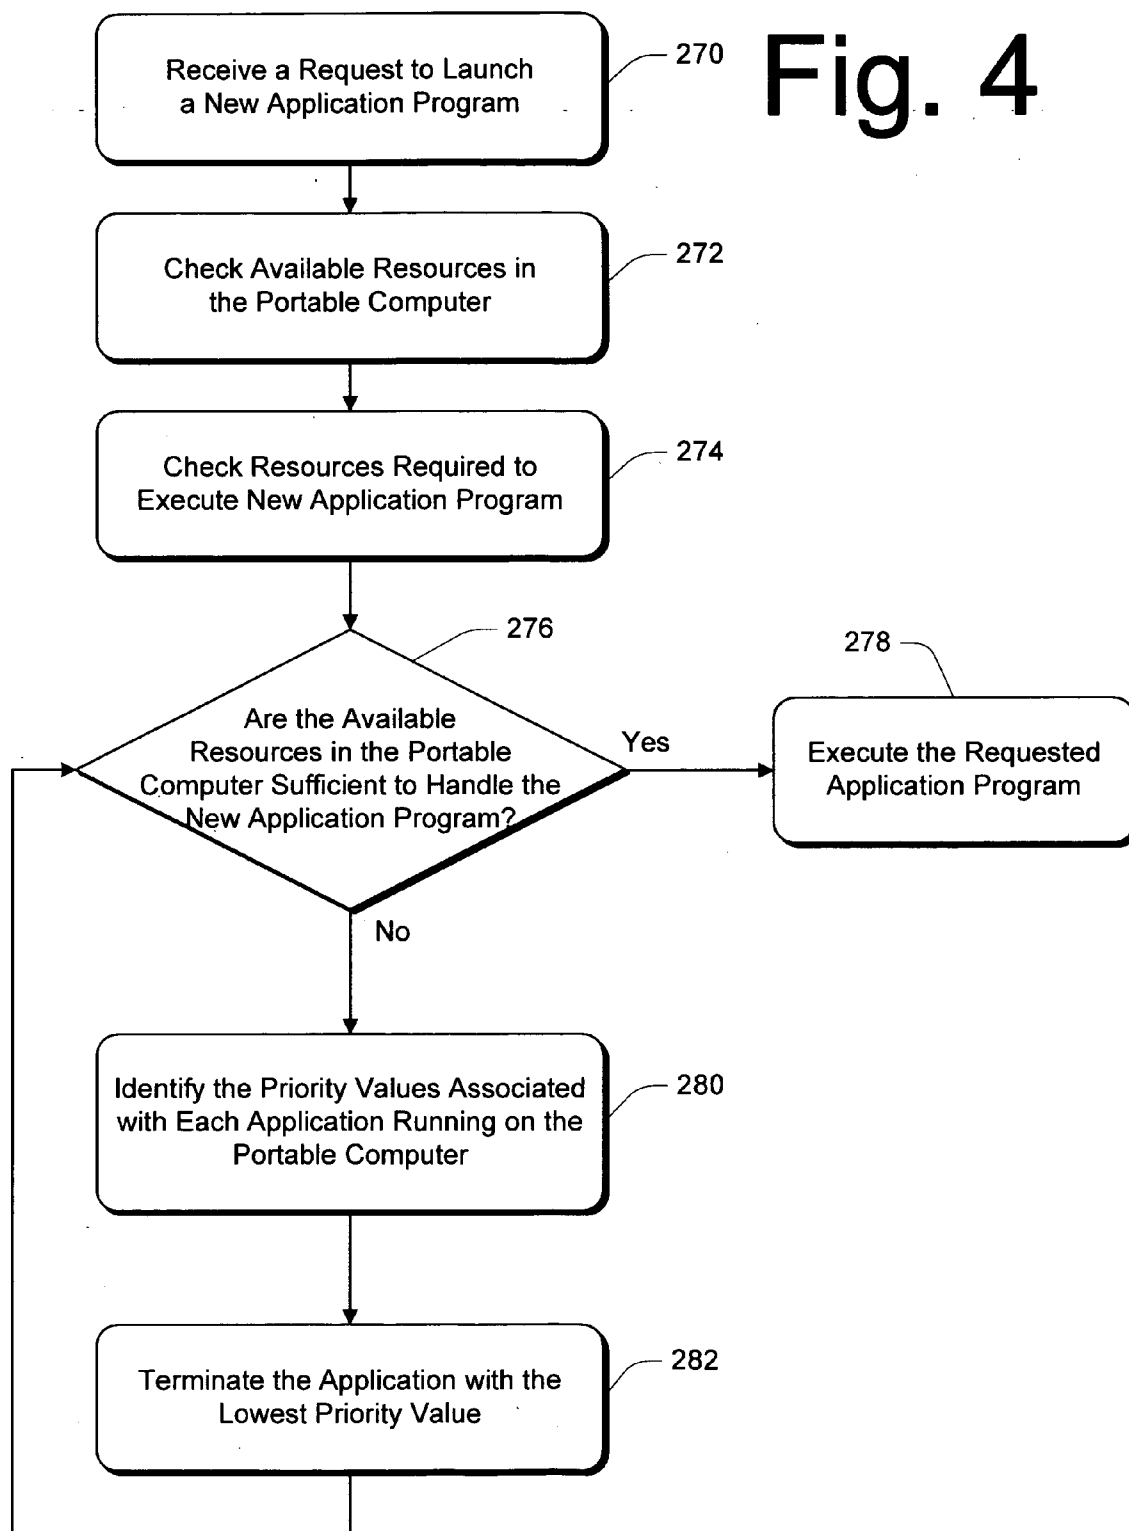 Fig. 4
Receive a Request to Launch
a New Application Program
270
Check Available Resources in
the Portable Computer
272
Check Resources Required to
Execute New Application Program
274
276
Are the Available
Resources in the Portable
Computer Sufficient to Handle the
New Application Program?
Yes
278
Execute the Requested
Application Program
No
Identify the Priority Values Associated
with Each Application Running on the
Portable Computer
280
Terminate the Application with the
Lowest Priority Value
282